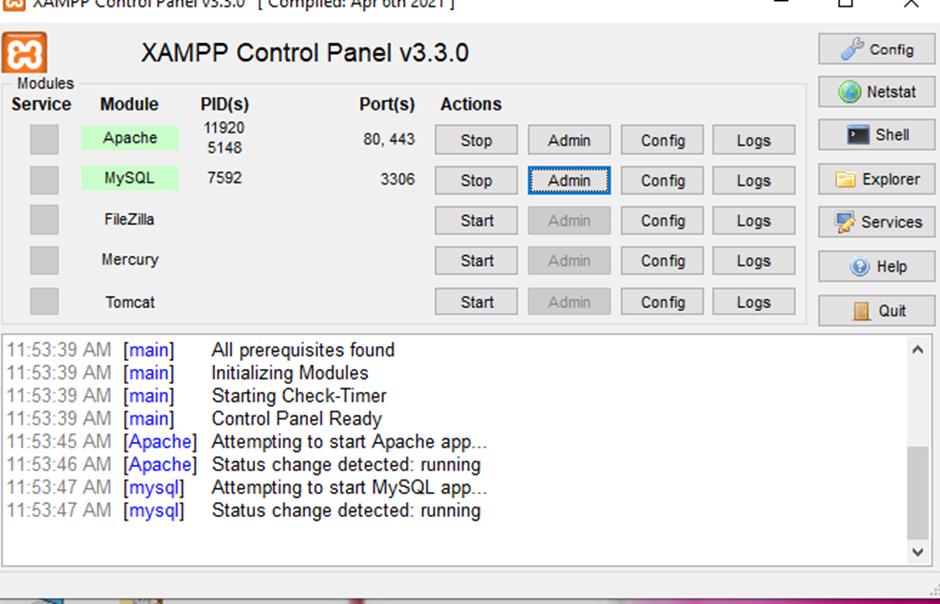 XAMPP Control Panel v3.3.0 [ Compiled: Apr 6th 2021 ]
XAMPP Control Panel v3.3.0
Modules
Service Module PID(s) Port(s) Actions
Apache 11920 5148 80, 443 Stop Admin Config Logs
MySQL 7592 3306 Stop Admin Config Logs
FileZilla Start Admin Config Logs
Mercury Start Admin Config Logs
Tomcat Start Admin Config Logs
Config
Netstat
Shell
Explorer
Services
Help
Quit
11:53:39 AM [main] All prerequisites found
11:53:39 AM [main] Initializing Modules
11:53:39 AM [main] Starting Check-Timer
11:53:39 AM [main] Control Panel Ready
11:53:45 AM [Apache] Attempting to start Apache app...
11:53:46 AM [Apache] Status change detected: running
11:53:47 AM [mysql] Attempting to start MySQL app...
11:53:47 AM [mysql] Status change detected: running